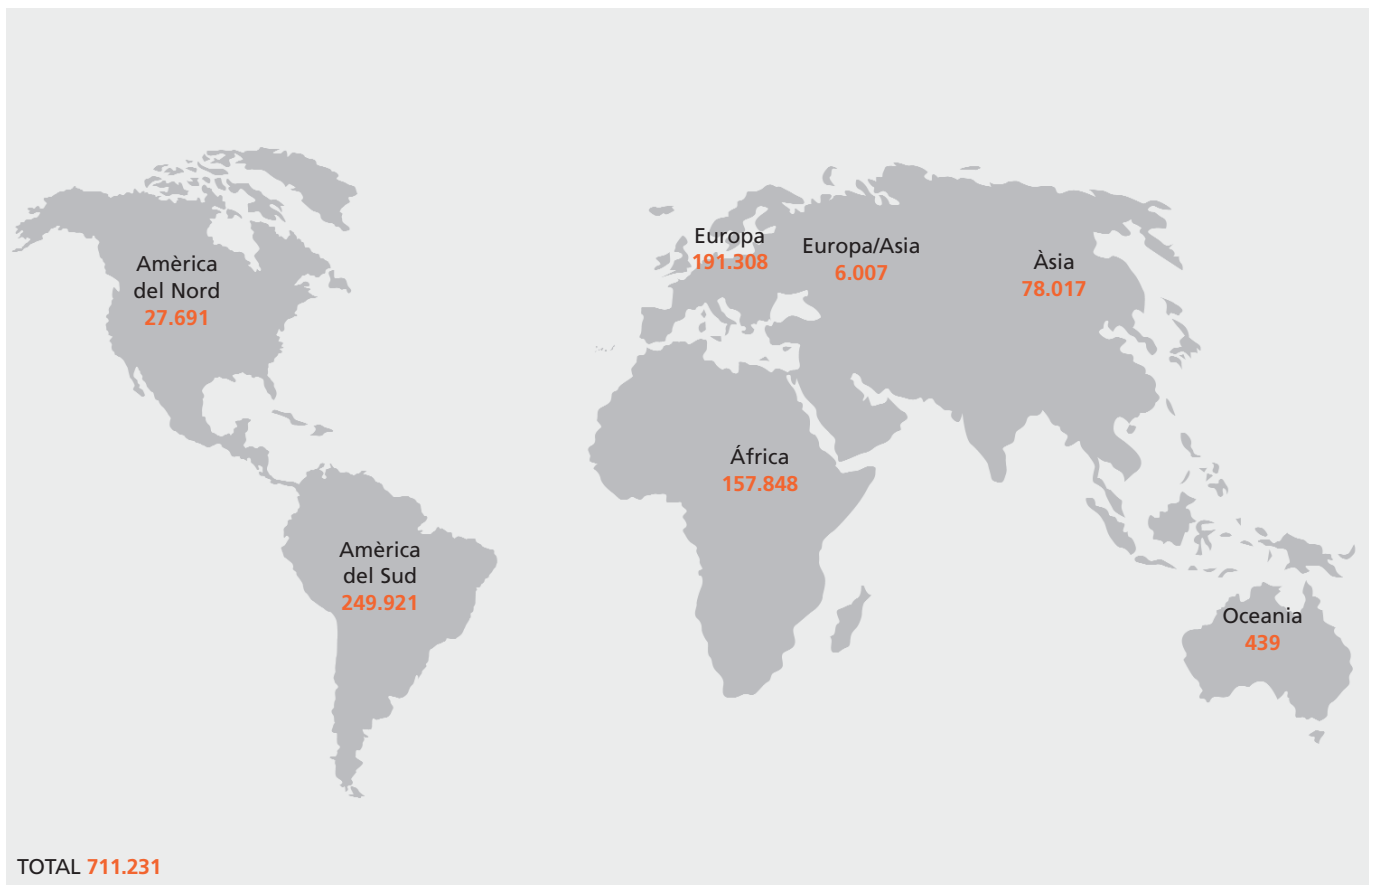 Europa
191.308
Europa/Asia
6.007
Àsia
78.017
Amèrica
del Nord
27.691
África
157.848
Amèrica
del Sud
249.921
Oceania
439
TOTAL 711.231